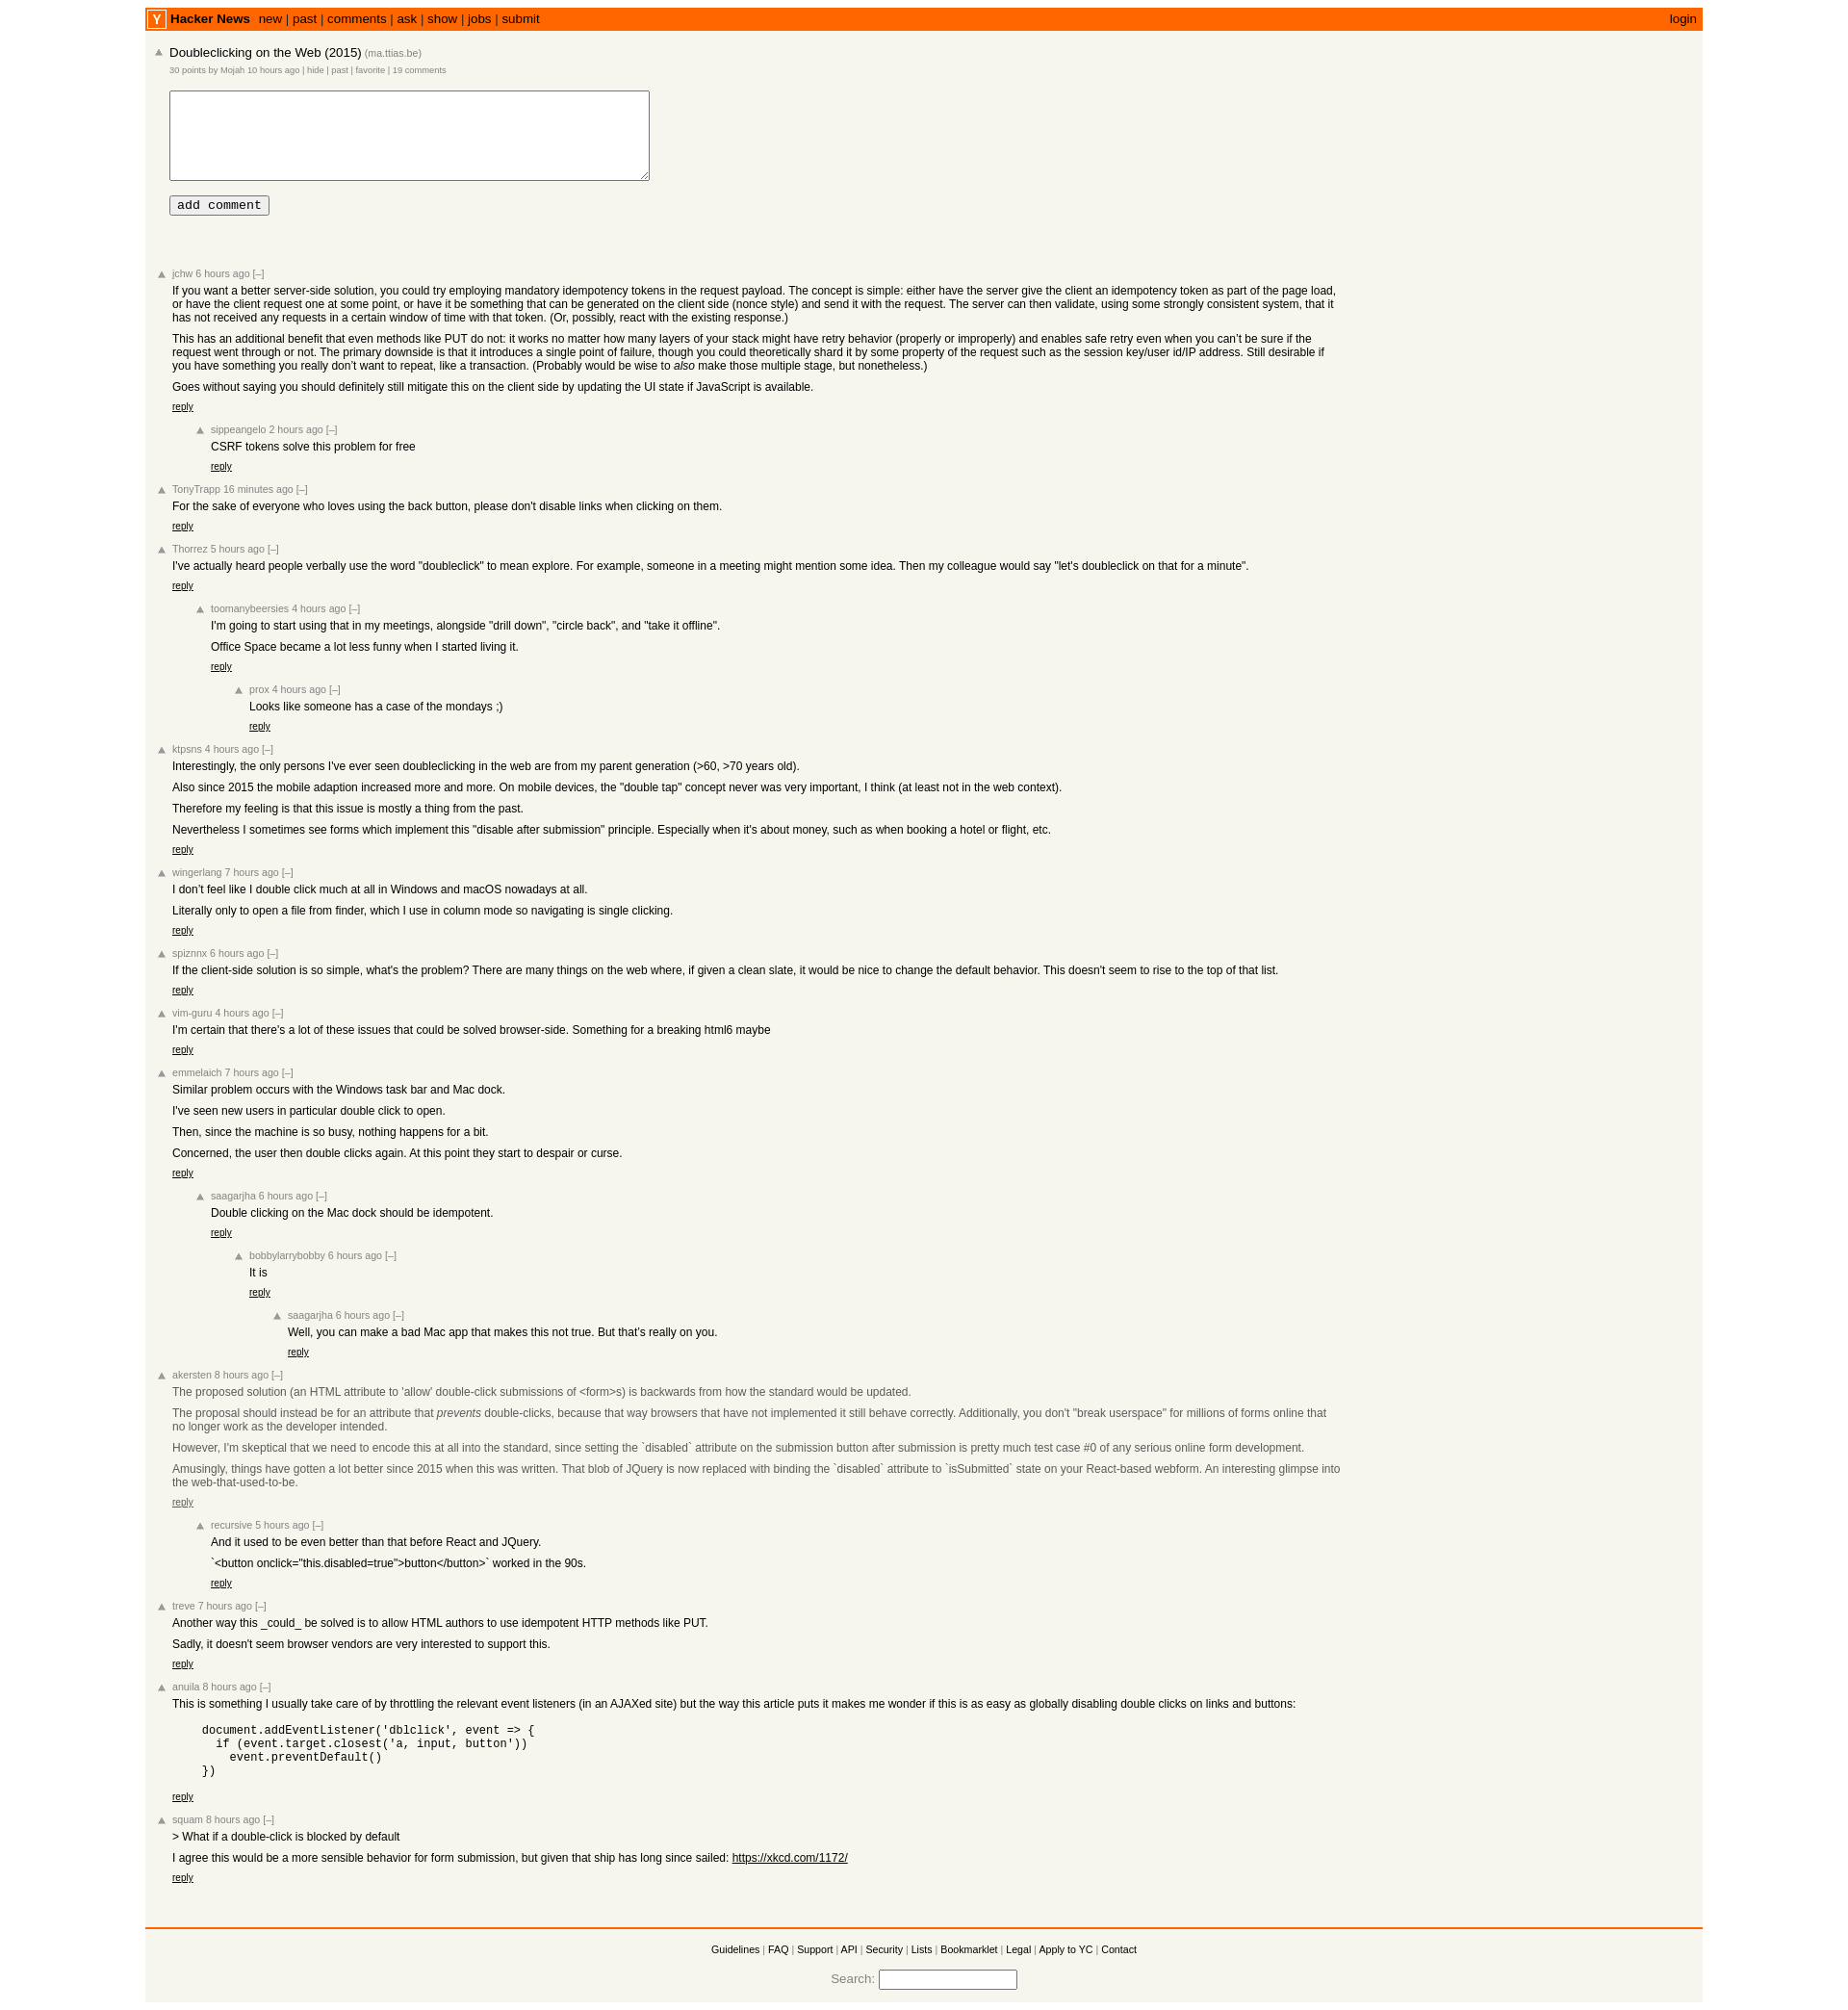 Y Hacker News new | past | comments | ask | show | jobs | submit login
Doubleclicking on the Web (2015) (ma.ttias.be)
30 points by Mojah 10 hours ago | hide | past | favorite | 19 comments
add comment
jchw 6 hours ago [–]
If you want a better server-side solution, you could try employing mandatory idempotency tokens in the request payload. The concept is simple: either have the server give the client an idempotency token as part of the page load,
or have the client request one at some point, or have it be something that can be generated on the client side (nonce style) and send it with the request. The server can then validate, using some strongly consistent system, that it
has not received any requests in a certain window of time with that token. (Or, possibly, react with the existing response.)
This has an additional benefit that even methods like PUT do not: it works no matter how many layers of your stack might have retry behavior (properly or improperly) and enables safe retry even when you can’t be sure if the
request went through or not. The primary downside is that it introduces a single point of failure, though you could theoretically shard it by some property of the request such as the session key/user id/IP address. Still desirable if
you have something you really don’t want to repeat, like a transaction. (Probably would be wise to also make those multiple stage, but nonetheless.)
Goes without saying you should definitely still mitigate this on the client side by updating the UI state if JavaScript is available.
reply
sippeangelo 2 hours ago [–]
CSRF tokens solve this problem for free
reply
TonyTrapp 16 minutes ago [–]
For the sake of everyone who loves using the back button, please don't disable links when clicking on them.
reply
Thorrez 5 hours ago [–]
I've actually heard people verbally use the word "doubleclick" to mean explore. For example, someone in a meeting might mention some idea. Then my colleague would say "let's doubleclick on that for a minute".
reply
toomanybeersies 4 hours ago [–]
I'm going to start using that in my meetings, alongside "drill down", "circle back", and "take it offline".
Office Space became a lot less funny when I started living it.
reply
prox 4 hours ago [–]
Looks like someone has a case of the mondays ;)
reply
ktpsns 4 hours ago [–]
Interestingly, the only persons I've ever seen doubleclicking in the web are from my parent generation (>60, >70 years old).
Also since 2015 the mobile adaption increased more and more. On mobile devices, the "double tap" concept never was very important, I think (at least not in the web context).
Therefore my feeling is that this issue is mostly a thing from the past.
Nevertheless I sometimes see forms which implement this "disable after submission" principle. Especially when it's about money, such as when booking a hotel or flight, etc.
reply
wingerlang 7 hours ago [–]
I don’t feel like I double click much at all in Windows and macOS nowadays at all.
Literally only to open a file from finder, which I use in column mode so navigating is single clicking.
reply
spiznnx 6 hours ago [–]
If the client-side solution is so simple, what's the problem? There are many things on the web where, if given a clean slate, it would be nice to change the default behavior. This doesn't seem to rise to the top of that list.
reply
vim-guru 4 hours ago [–]
I'm certain that there's a lot of these issues that could be solved browser-side. Something for a breaking html6 maybe
reply
emmelaich 7 hours ago [–]
Similar problem occurs with the Windows task bar and Mac dock.
I've seen new users in particular double click to open.
Then, since the machine is so busy, nothing happens for a bit.
Concerned, the user then double clicks again. At this point they start to despair or curse.
reply
saagarjha 6 hours ago [–]
Double clicking on the Mac dock should be idempotent.
reply
bobbylarrybobby 6 hours ago [–]
It is
reply
saagarjha 6 hours ago [–]
Well, you can make a bad Mac app that makes this not true. But that's really on you.
reply
akersten 8 hours ago [–]
The proposed solution (an HTML attribute to 'allow' double-click submissions of <form>s) is backwards from how the standard would be updated.
The proposal should instead be for an attribute that prevents double-clicks, because that way browsers that have not implemented it still behave correctly. Additionally, you don't "break userspace" for millions of forms online that
no longer work as the developer intended.
However, I'm skeptical that we need to encode this at all into the standard, since setting the `disabled` attribute on the submission button after submission is pretty much test case #0 of any serious online form development.
Amusingly, things have gotten a lot better since 2015 when this was written. That blob of JQuery is now replaced with binding the `disabled` attribute to `isSubmitted` state on your React-based webform. An interesting glimpse into
the web-that-used-to-be.
reply
recursive 5 hours ago [–]
And it used to be even better than that before React and JQuery.
`<button onclick="this.disabled=true">button</button>` worked in the 90s.
reply
treve 7 hours ago [–]
Another way this _could_ be solved is to allow HTML authors to use idempotent HTTP methods like PUT.
Sadly, it doesn't seem browser vendors are very interested to support this.
reply
anuila 8 hours ago [–]
This is something I usually take care of by throttling the relevant event listeners (in an AJAXed site) but the way this article puts it makes me wonder if this is as easy as globally disabling double clicks on links and buttons:
document.addEventListener('dblclick', event => {
if (event.target.closest('a, input, button'))
event.preventDefault()
})
reply
squam 8 hours ago [–]
> What if a double-click is blocked by default
I agree this would be a more sensible behavior for form submission, but given that ship has long since sailed: https://xkcd.com/1172/
reply
Guidelines | FAQ | Support | API | Security | Lists | Bookmarklet | Legal | Apply to YC | Contact
Search: